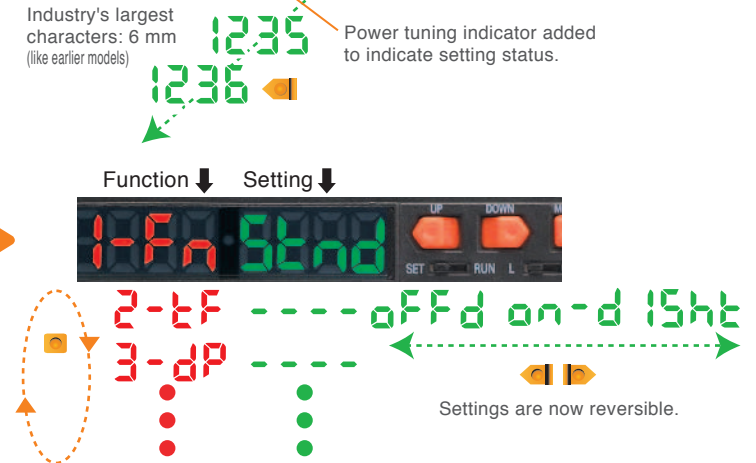 Industry's largest
characters: 6 mm
(like earlier models)
1235
1236
Power tuning indicator added
to indicate setting status.
Function Setting
1-Fn Stnd
UP DOWN
SET RUN L
2-tF ---- oFFd on-d 1Sht
3-dP ----
Settings are now reversible.